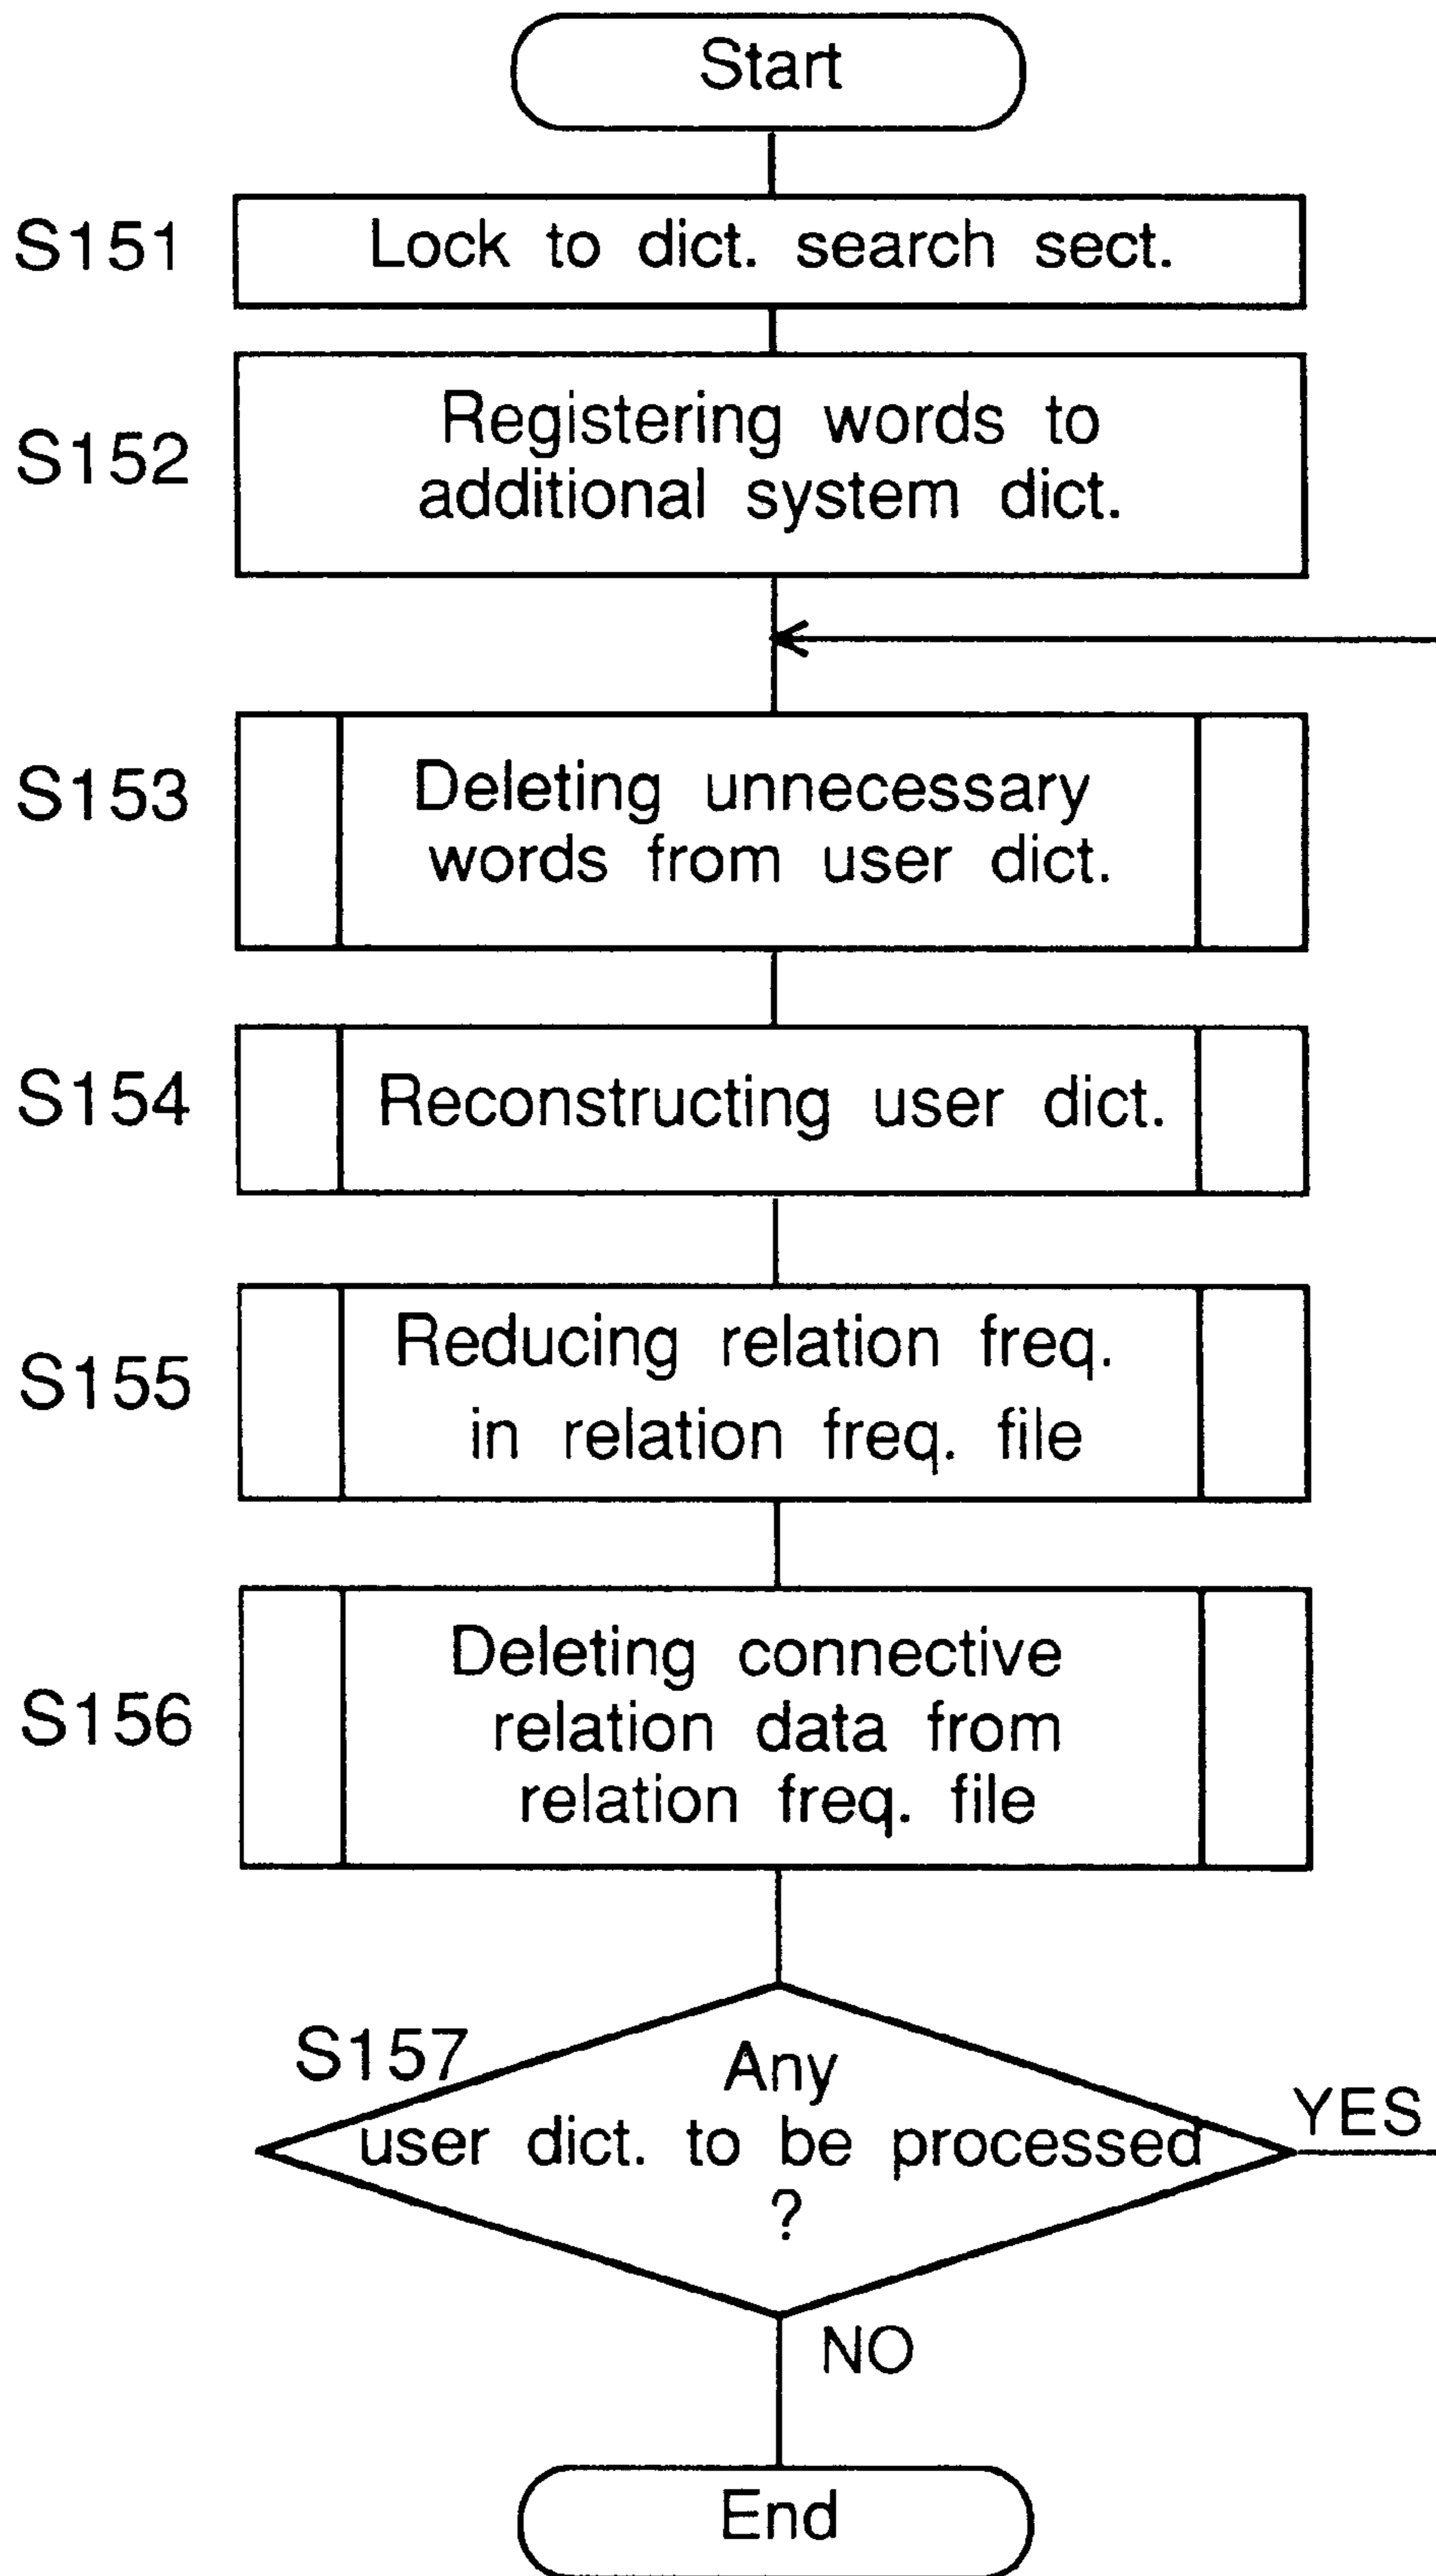 Start
S151
Lock to dict. search sect.
S152
Registering words to
additional system dict.
S153
Deleting unnecessary
words from user dict.
S154
Reconstructing user dict.
S155
Reducing relation freq.
in relation freq. file
S156
Deleting connective
relation data from
relation freq. file
S157
Any
user dict. to be processed
?
YES
NO
End